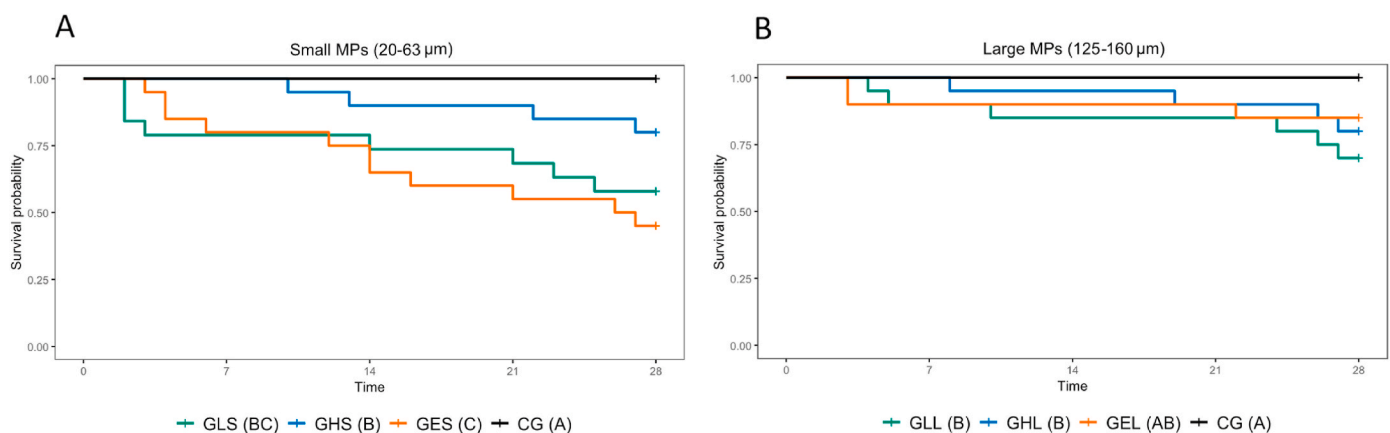 A
Small MPs (20-63 µm)
Survival probability
1.00
0.75
0.50
0.25
0.00
0 7 14 21 28
Time
GLS (BC) GHS (B) GES (C) CG (A)
B
Large MPs (125-160 µm)
Survival probability
1.00
0.75
0.50
0.25
0.00
0 7 14 21 28
Time
GLL (B) GHL (B) GEL (AB) CG (A)